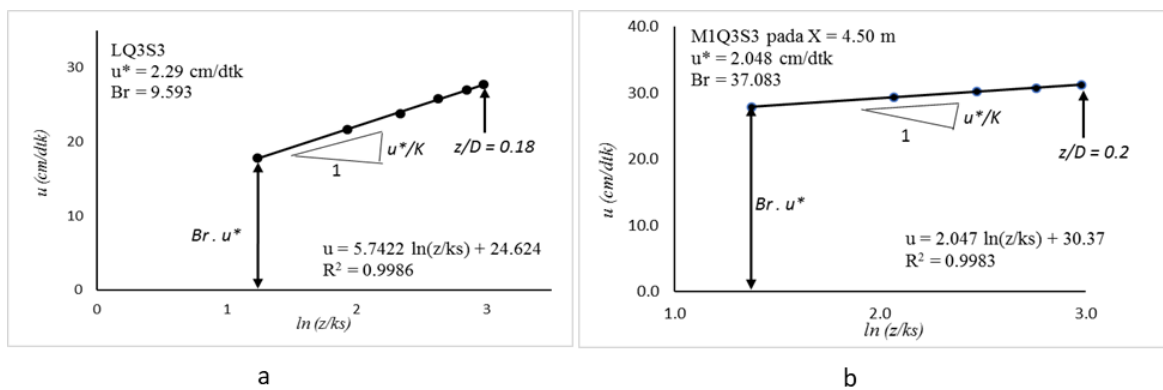 LQ3S3
u* = 2.29 cm/dtk
Br = 9.593
u (cm/dtk)
30
20
10
0
u*/K
1
z/D = 0.18
Br . u*
u = 5.7422 ln(z/ks) + 24.624
R² = 0.9986
0 1 2 3
ln (z/ks)
a
M1Q3S3 pada X = 4.50 m
u* = 2.048 cm/dtk
Br = 37.083
u (cm/dtk)
40.0
30.0
20.0
10.0
0.0
u*/K
1
z/D = 0.2
Br . u*
u = 2.047 ln(z/ks) + 30.37
R² = 0.9983
1.0 2.0 3.0
ln (z/ks)
b